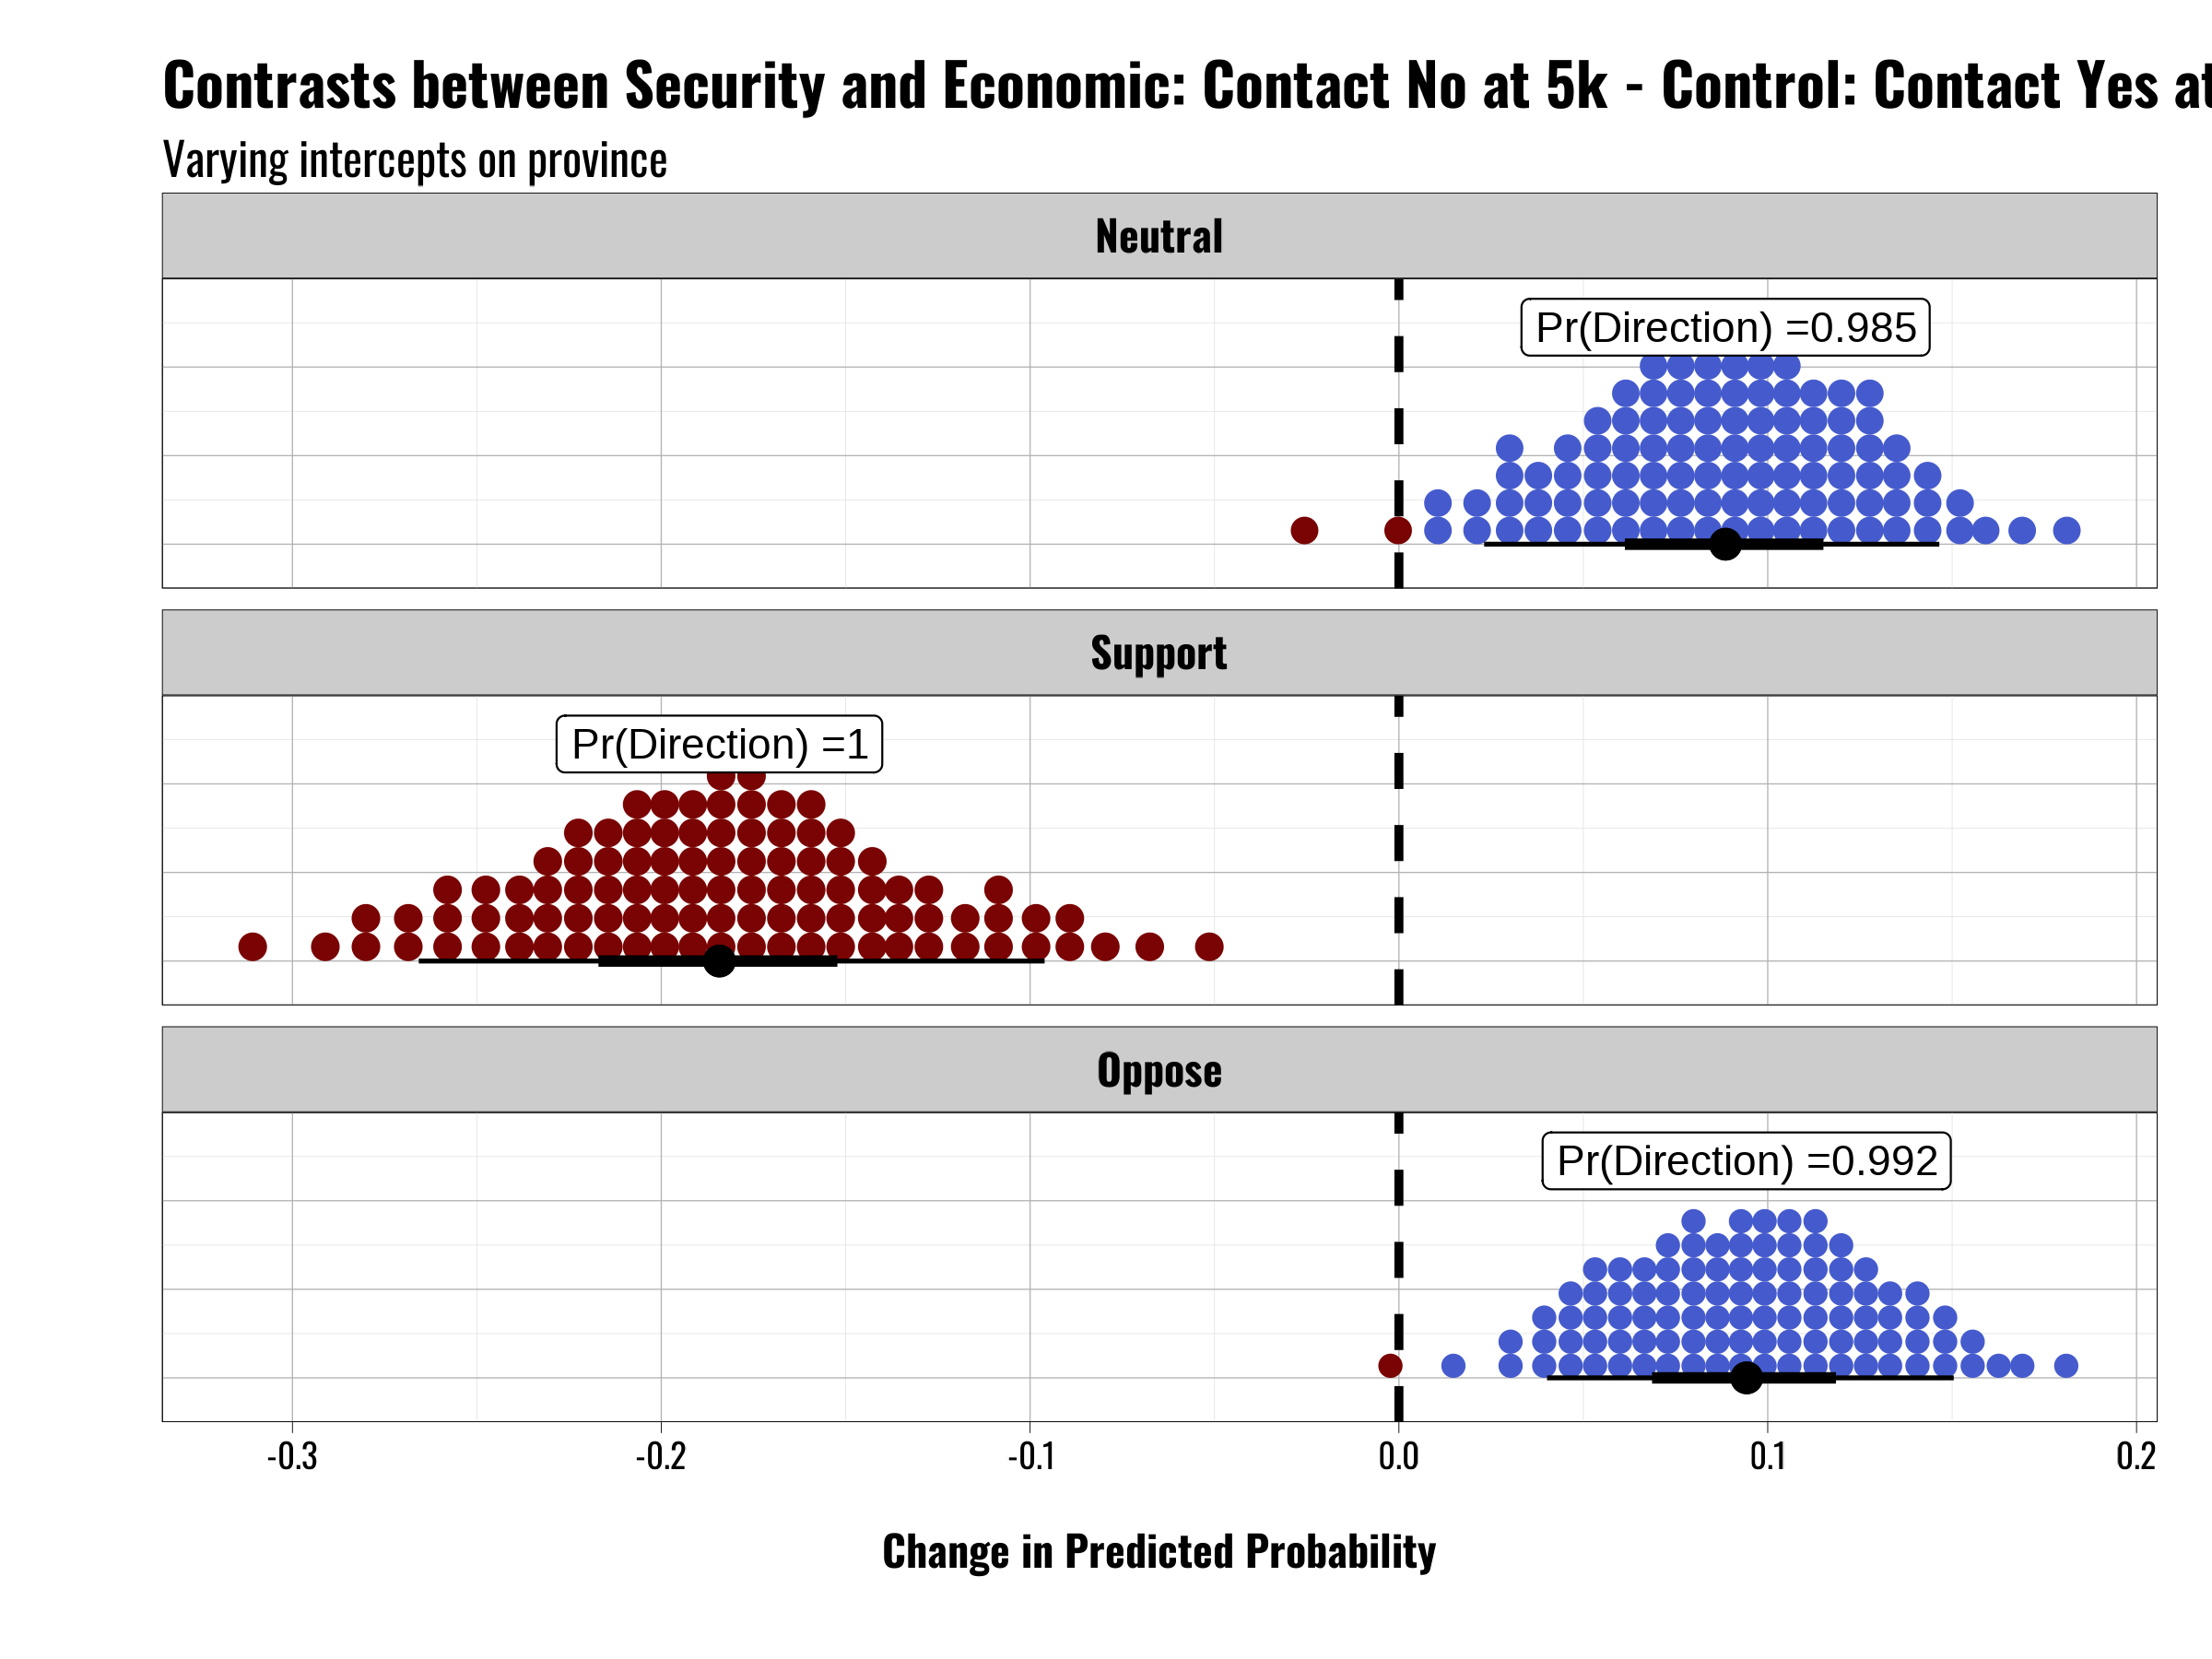 Contrasts between Security and Economic: Contact No at 5k - Control: Contact Yes at
Varying intercepts on province
Neutral
Pr(Direction) =0.985
Support
Pr(Direction) =1
Oppose
Pr(Direction) =0.992
-0.3 -0.2 -0.1 0.0 0.1 0.2
Change in Predicted Probability